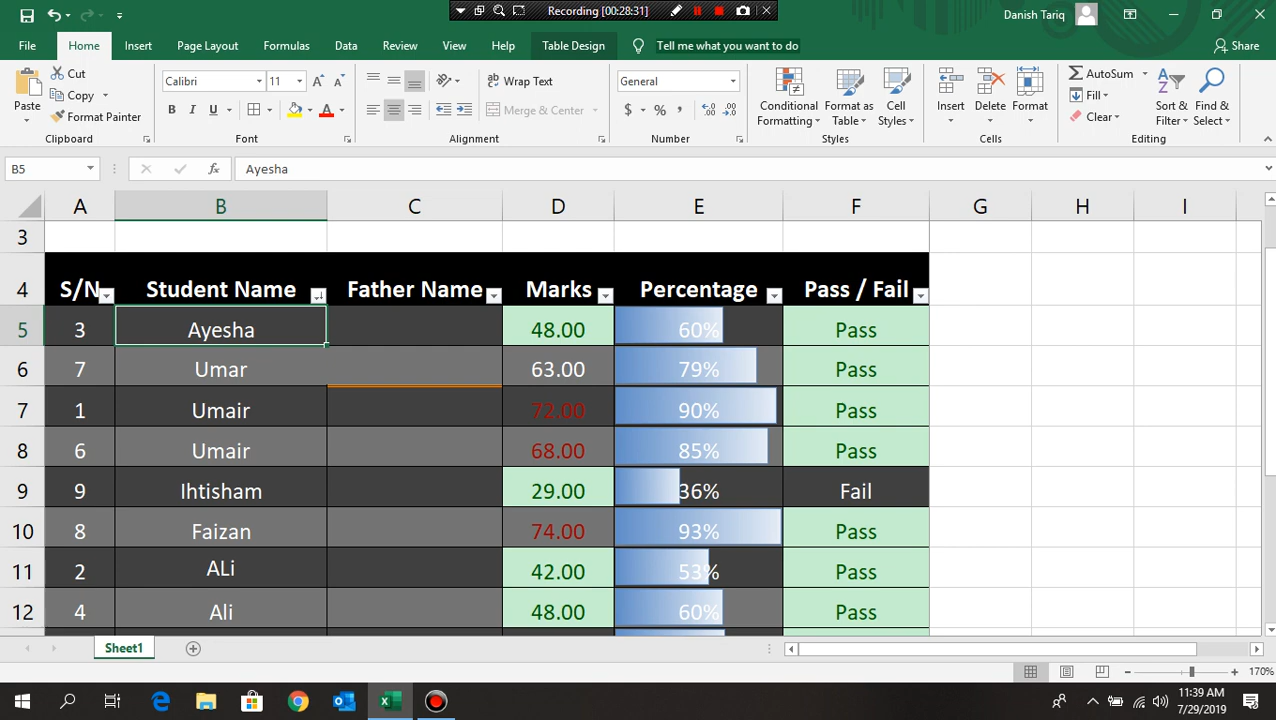 Recording [00:28:31]
Danish Tariq
File Home Insert Page Layout Formulas Data Review View Help Table Design Tell me what you want to do Share
Paste
Cut
Copy
Format Painter
Clipboard
Calibri 11
B I U
Font
Wrap Text
Merge & Center
Alignment
General
$ % ,
Number
Conditional
Formatting
Format as
Table
Cell
Styles
Styles
Insert Delete Format
Cells
AutoSum
Fill
Clear
Sort &
Filter
Find &
Select
Editing
B5 fx Ayesha
A B C D E F G H I
3
4 S/N Student Name Father Name Marks Percentage Pass / Fail
5 3 Ayesha 48.00 60% Pass
6 7 Umar 63.00 79% Pass
7 1 Umair 72.00 90% Pass
8 6 Umair 68.00 85% Pass
9 9 Ihtisham 29.00 36% Fail
10 8 Faizan 74.00 93% Pass
11 2 ALi 42.00 53% Pass
12 4 Ali 48.00 60% Pass
Sheet1
170%
11:39 AM
7/29/2019